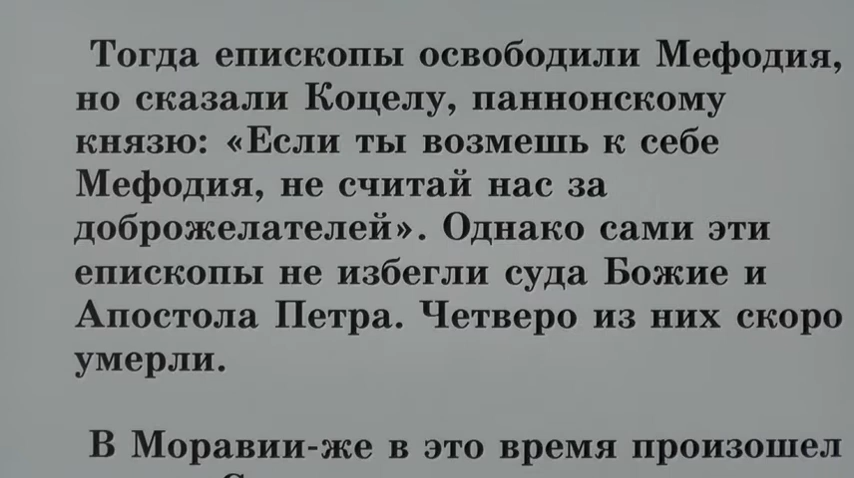 Тогда епископы освободили Мефодия,
но сказали Коцелу, паннонскому
князю: «Если ты возмешь к себе
Мефодия, не считай нас за
доброжелателей». Однако сами эти
епископы не избегли суда Божие и
Апостола Петра. Четверо из них скоро
умерли.
В Моравии-же в это время произошел